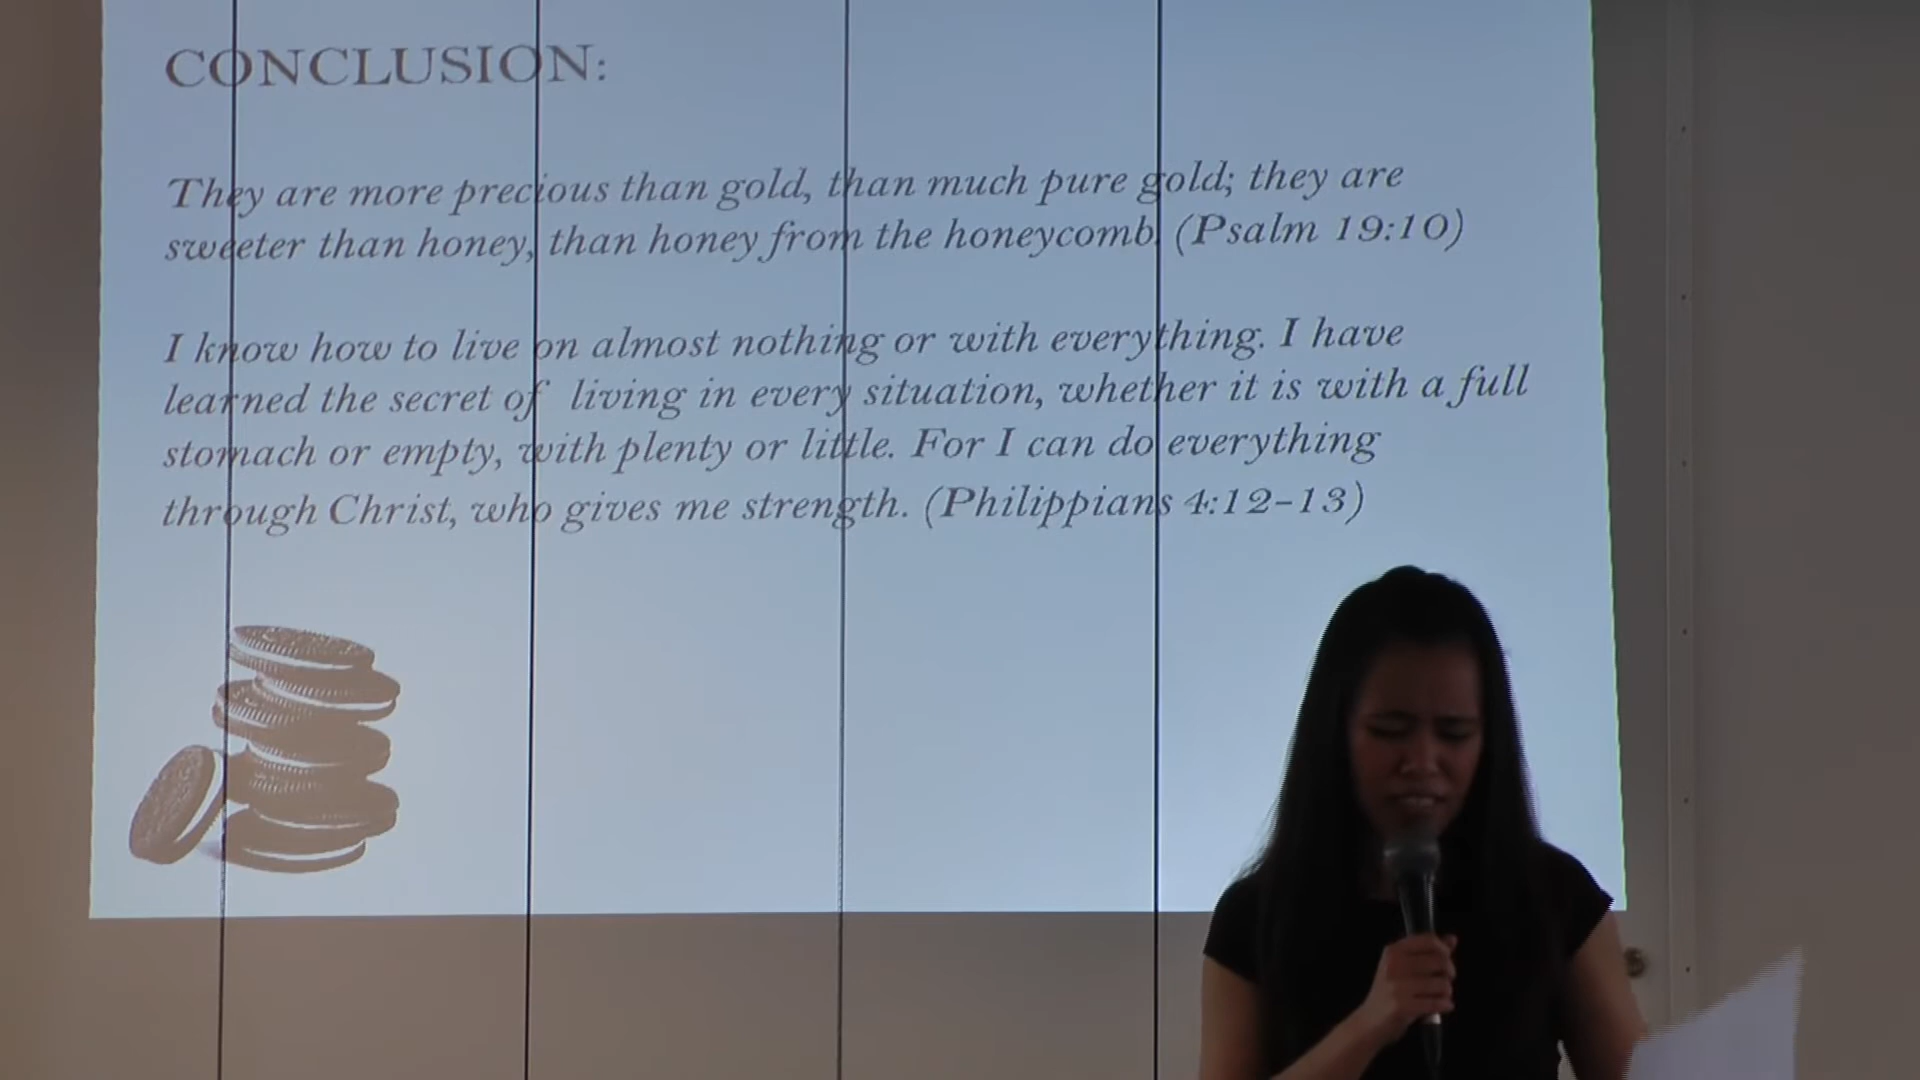 CONCLUSION:
They are more precious than gold, than much pure gold; they are
sweeter than honey, than honey from the honeycomb. (Psalm 19:10)
I know how to live on almost nothing or with everything. I have
learned the secret of living in every situation, whether it is with a full
stomach or empty, with plenty or little. For I can do everything
through Christ, who gives me strength. (Philippians 4:12-13)